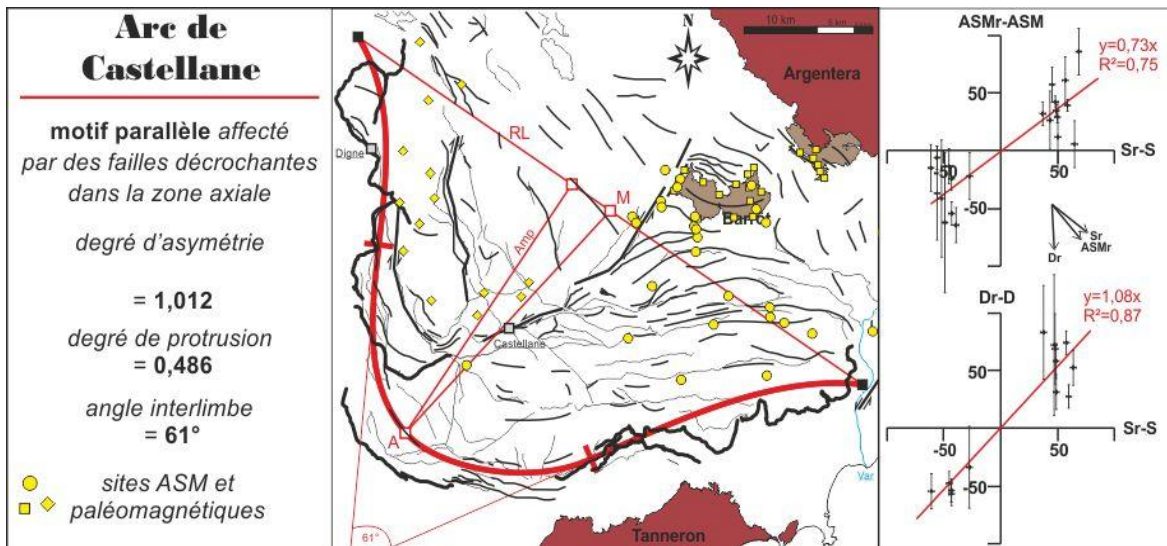 Arc de
Castellane
motif parallèle affecté
par des failles décrochantes
dans la zone axiale
degré d'asymétrie
= 1,012
degré de protrusion
= 0,486
angle interlimbe
= 61°
sites ASM et
paléomagnétiques
N
10 km
5 km
Argentera
Digne
RL
M
Amp
Castellane
A
61°
Tanneron
Var
ASMr-ASM
y=0,73x
R²=0,75
50
Sr-S
50
-50
Sr
ASMr
Dr
Dr-D
y=1,08x
R²=0,87
50
Sr-S
-50
50
-50